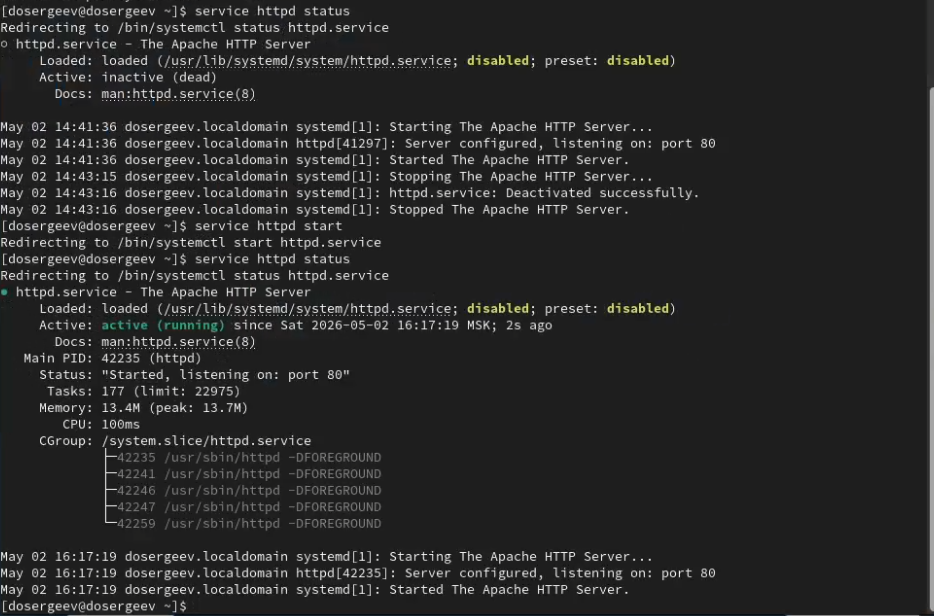 [dosergeev@dosergeev ~]$ service httpd status
Redirecting to /bin/systemctl status httpd.service
○ httpd.service - The Apache HTTP Server
     Loaded: loaded (/usr/lib/systemd/system/httpd.service; disabled; preset: disabled)
     Active: inactive (dead)
       Docs: man:httpd.service(8)

May 02 14:41:36 dosergeev.localdomain systemd[1]: Starting The Apache HTTP Server...
May 02 14:41:36 dosergeev.localdomain httpd[41297]: Server configured, listening on: port 80
May 02 14:41:36 dosergeev.localdomain systemd[1]: Started The Apache HTTP Server.
May 02 14:43:15 dosergeev.localdomain systemd[1]: Stopping The Apache HTTP Server...
May 02 14:43:16 dosergeev.localdomain systemd[1]: httpd.service: Deactivated successfully.
May 02 14:43:16 dosergeev.localdomain systemd[1]: Stopped The Apache HTTP Server.
[dosergeev@dosergeev ~]$ service httpd start
Redirecting to /bin/systemctl start httpd.service
[dosergeev@dosergeev ~]$ service httpd status
Redirecting to /bin/systemctl status httpd.service
● httpd.service - The Apache HTTP Server
     Loaded: loaded (/usr/lib/systemd/system/httpd.service; disabled; preset: disabled)
     Active: active (running) since Sat 2026-05-02 16:17:19 MSK; 2s ago
       Docs: man:httpd.service(8)
   Main PID: 42235 (httpd)
     Status: "Started, listening on: port 80"
      Tasks: 177 (limit: 22975)
     Memory: 13.4M (peak: 13.7M)
        CPU: 100ms
     CGroup: /system.slice/httpd.service
             ├─42235 /usr/sbin/httpd -DFOREGROUND
             ├─42241 /usr/sbin/httpd -DFOREGROUND
             ├─42246 /usr/sbin/httpd -DFOREGROUND
             ├─42247 /usr/sbin/httpd -DFOREGROUND
             └─42259 /usr/sbin/httpd -DFOREGROUND

May 02 16:17:19 dosergeev.localdomain systemd[1]: Starting The Apache HTTP Server...
May 02 16:17:19 dosergeev.localdomain httpd[42235]: Server configured, listening on: port 80
May 02 16:17:19 dosergeev.localdomain systemd[1]: Started The Apache HTTP Server.
[dosergeev@dosergeev ~]$